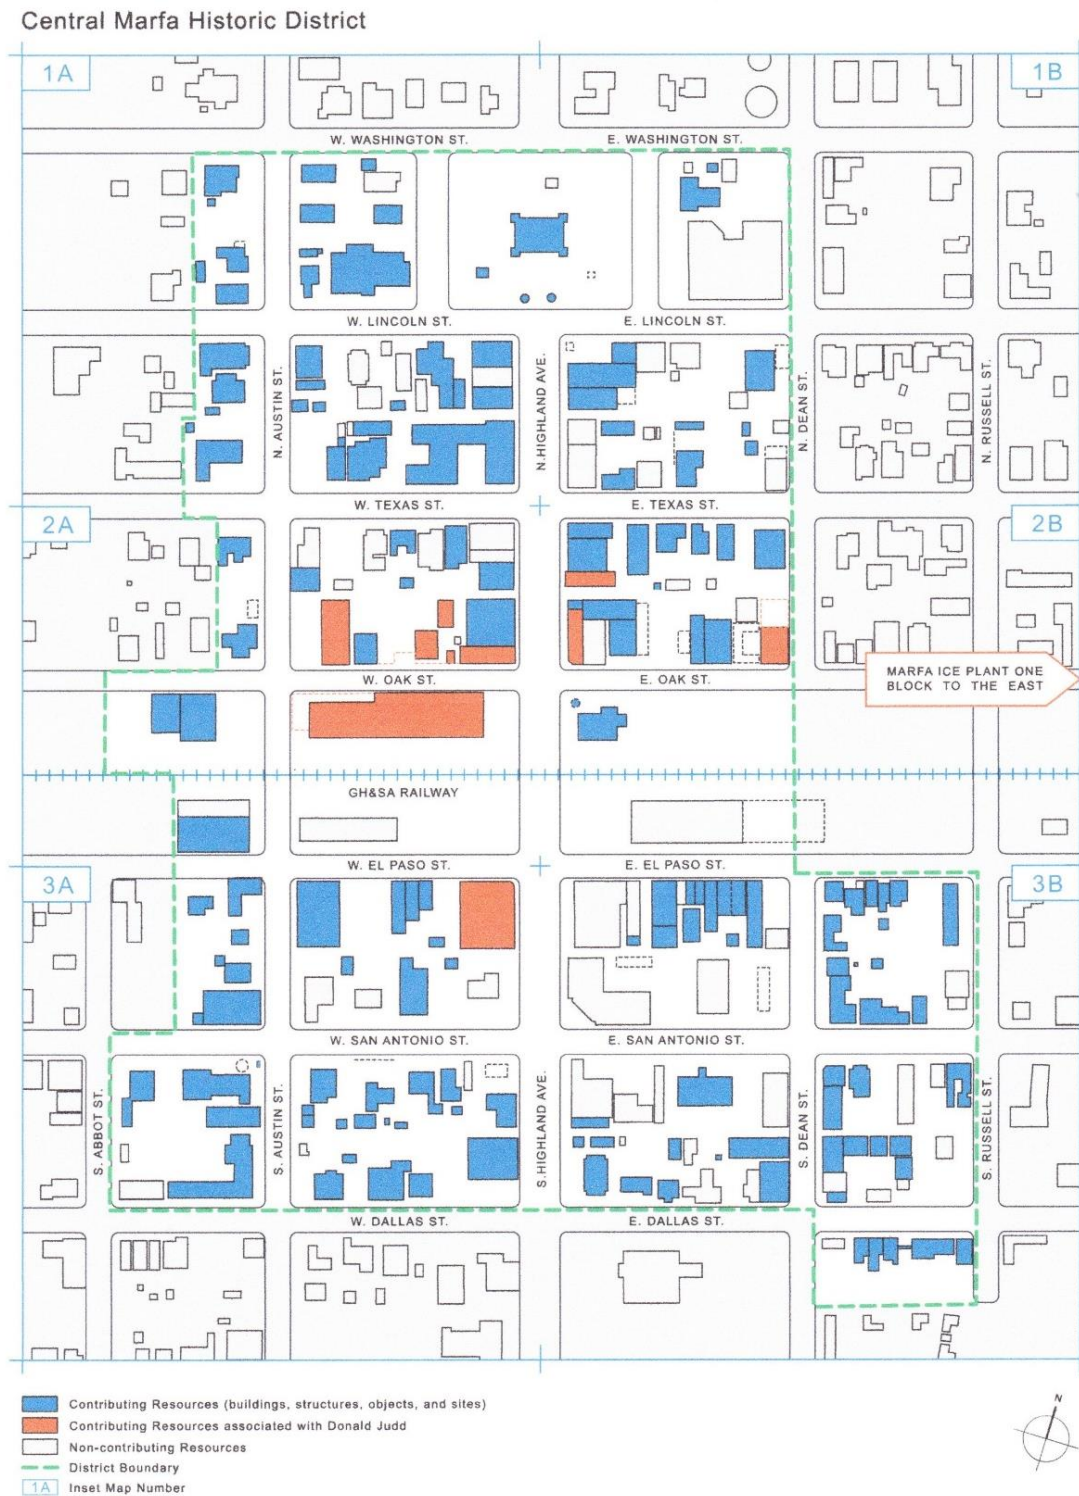 Central Marfa Historic District
1A
1B
W. WASHINGTON ST.
E. WASHINGTON ST.
W. LINCOLN ST.
E. LINCOLN ST.
N. AUSTIN ST.
N.HIGHLAND AVE.
N. DEAN ST.
N. RUSSELL ST.
W. TEXAS ST.
E. TEXAS ST.
2A
2B
MARFA ICE PLANT ONE
BLOCK TO THE EAST
W. OAK ST.
E. OAK ST.
GH&SA RAILWAY
W. EL PASO ST.
E. EL PASO ST.
3A
3B
W. SAN ANTONIO ST.
E. SAN ANTONIO ST.
S. ABBOT ST.
S. AUSTIN ST.
S.HIGHLAND AVE.
S. DEAN ST.
S. RUSSELL ST.
W. DALLAS ST.
E. DALLAS ST.
Contributing Resources (buildings, structures, objects, and sites)
Contributing Resources associated with Donald Judd
Non-contributing Resources
District Boundary
1A Inset Map Number
N